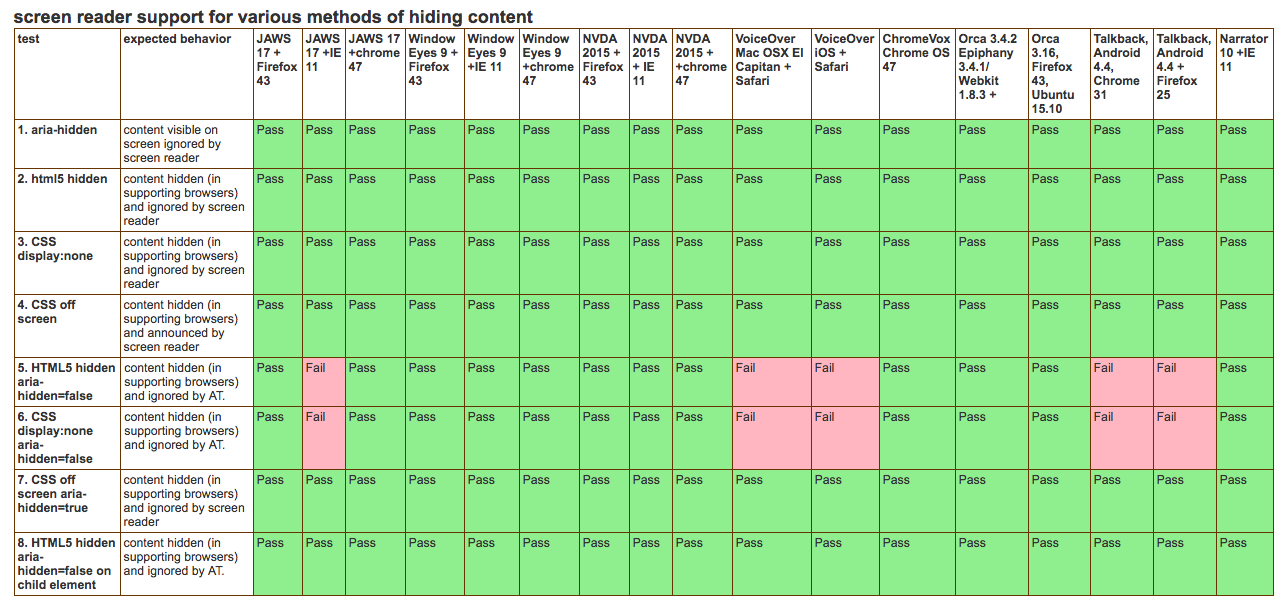 screen reader support for various methods of hiding content
test expected behavior JAWS JAWS JAWS 17 Window Window Window NVDA NVDA NVDA VoiceOver VoiceOver ChromeVox Orca 3.4.2 Orca Talkback, Talkback, Narrator
17 + 17 +IE +chrome Eyes 9 + Eyes 9 Eyes 9 2015 + 2015 2015 + Mac OSX El iOS + Chrome OS Epiphany 3.16, Android Android 10 +IE
Firefox 11 47 Firefox +IE 11 +chrome Firefox + IE +chrome Capitan + Safari 47 3.4.1/ Firefox 4.4, 4.4 + 11
43 43 47 43 11 47 Safari Webkit 43, Chrome Firefox
1.8.3 + Ubuntu 31 25
15.10
1. aria-hidden content visible on Pass Pass Pass Pass Pass Pass Pass Pass Pass Pass Pass Pass Pass Pass Pass Pass Pass
screen ignored by
screen reader
2. html5 hidden content hidden (in Pass Pass Pass Pass Pass Pass Pass Pass Pass Pass Pass Pass Pass Pass Pass Pass Pass
supporting browsers)
and ignored by screen
reader
3. CSS content hidden (in Pass Pass Pass Pass Pass Pass Pass Pass Pass Pass Pass Pass Pass Pass Pass Pass Pass
display:none supporting browsers)
and ignored by screen
reader
4. CSS off content hidden (in Pass Pass Pass Pass Pass Pass Pass Pass Pass Pass Pass Pass Pass Pass Pass Pass Pass
screen supporting browsers)
and announced by
screen reader
5. HTML5 hidden content hidden (in Pass Fail Pass Pass Pass Pass Pass Pass Pass Fail Fail Pass Pass Pass Fail Fail Pass
aria- supporting browsers)
hidden=false and ignored by AT.
6. CSS content hidden (in Pass Fail Pass Pass Pass Pass Pass Pass Pass Fail Fail Pass Pass Pass Fail Fail Pass
display:none supporting browsers)
aria- and ignored by AT.
hidden=false
7. CSS off content hidden (in Pass Pass Pass Pass Pass Pass Pass Pass Pass Pass Pass Pass Pass Pass Pass Pass Pass
screen aria- supporting browsers)
hidden=true and ignored by screen
reader
8. HTML5 hidden content hidden (in Pass Pass Pass Pass Pass Pass Pass Pass Pass Pass Pass Pass Pass Pass Pass Pass Pass
aria- supporting browsers)
hidden=false on and ignored by AT.
child element